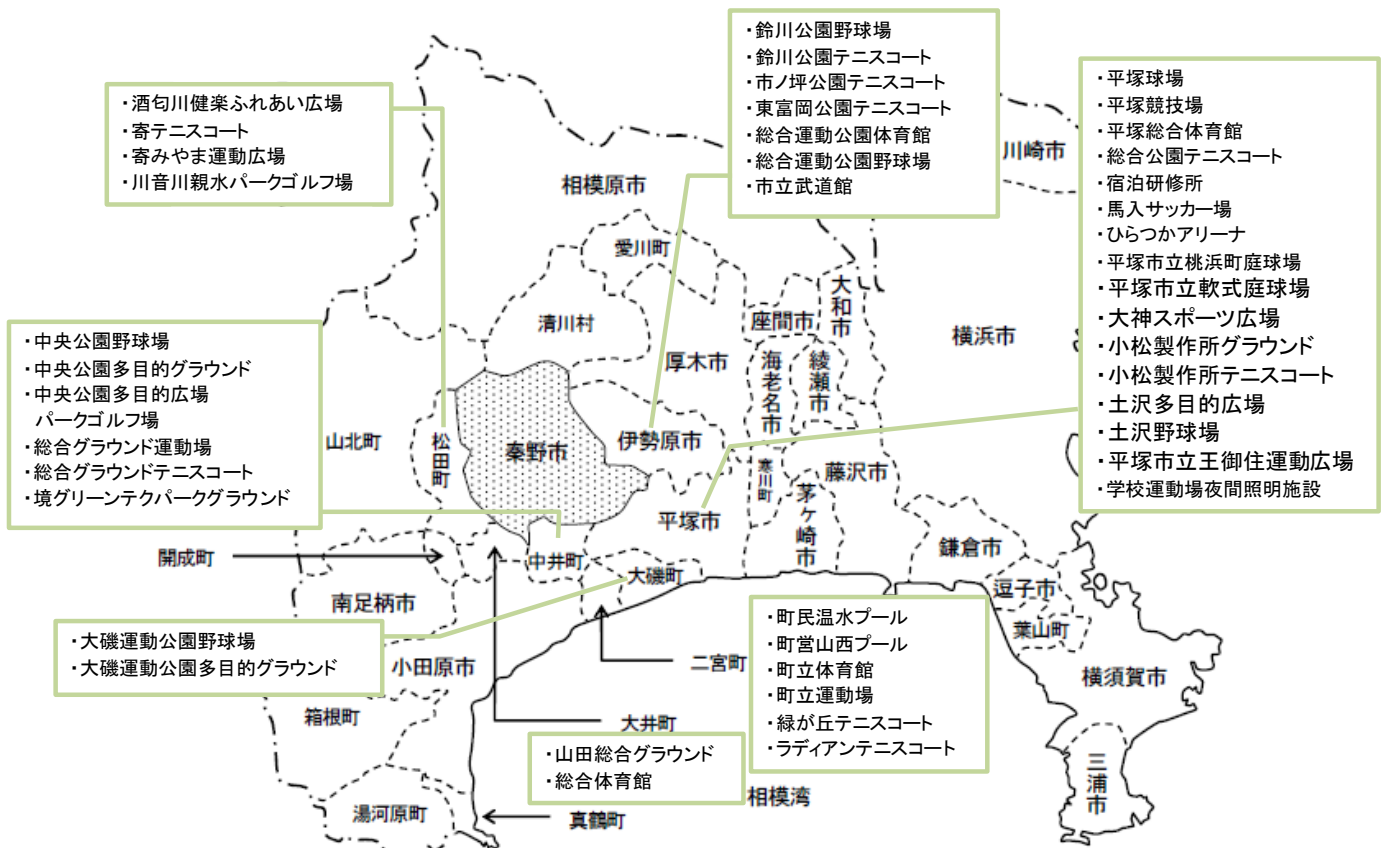 ・鈴川公園野球場
・鈴川公園テニスコート
・市ノ坪公園テニスコート
・東富岡公園テニスコート
・総合運動公園体育館
・総合運動公園野球場
・市立武道館
・平塚球場
・平塚競技場
・平塚総合体育館
・総合公園テニスコート
・宿泊研修所
・馬入サッカー場
・ひらつかアリーナ
・平塚市立桃浜町庭球場
・平塚市立軟式庭球場
・大神スポーツ広場
・小松製作所グラウンド
・小松製作所テニスコート
・土沢多目的広場
・土沢野球場
・平塚市立王御住運動広場
・学校運動場夜間照明施設
・酒匂川健楽ふれあい広場
・寄テニスコート
・寄みやま運動広場
・川音川親水パークゴルフ場
川崎市
相模原市
愛川町
大和市
座間市
清川村
横浜市
・中央公園野球場
・中央公園多目的グラウンド
・中央公園多目的広場
パークゴルフ場
・総合グラウンド運動場
・総合グラウンドテニスコート
・境グリーンテクパークグラウンド
厚木市
海老名市
綾瀬市
山北町
松田町
秦野市
伊勢原市
寒川町
藤沢市
茅ヶ崎市
平塚市
開成町
中井町
大磯町
鎌倉市
逗子市
葉山町
南足柄市
・大磯運動公園野球場
・大磯運動公園多目的グラウンド
小田原市
二宮町
・町民温水プール
・町営山西プール
・町立体育館
・町立運動場
・緑が丘テニスコート
・ラディアンテニスコート
横須賀市
箱根町
大井町
・山田総合グラウンド
・総合体育館
相模湾
三浦市
湯河原町
真鶴町